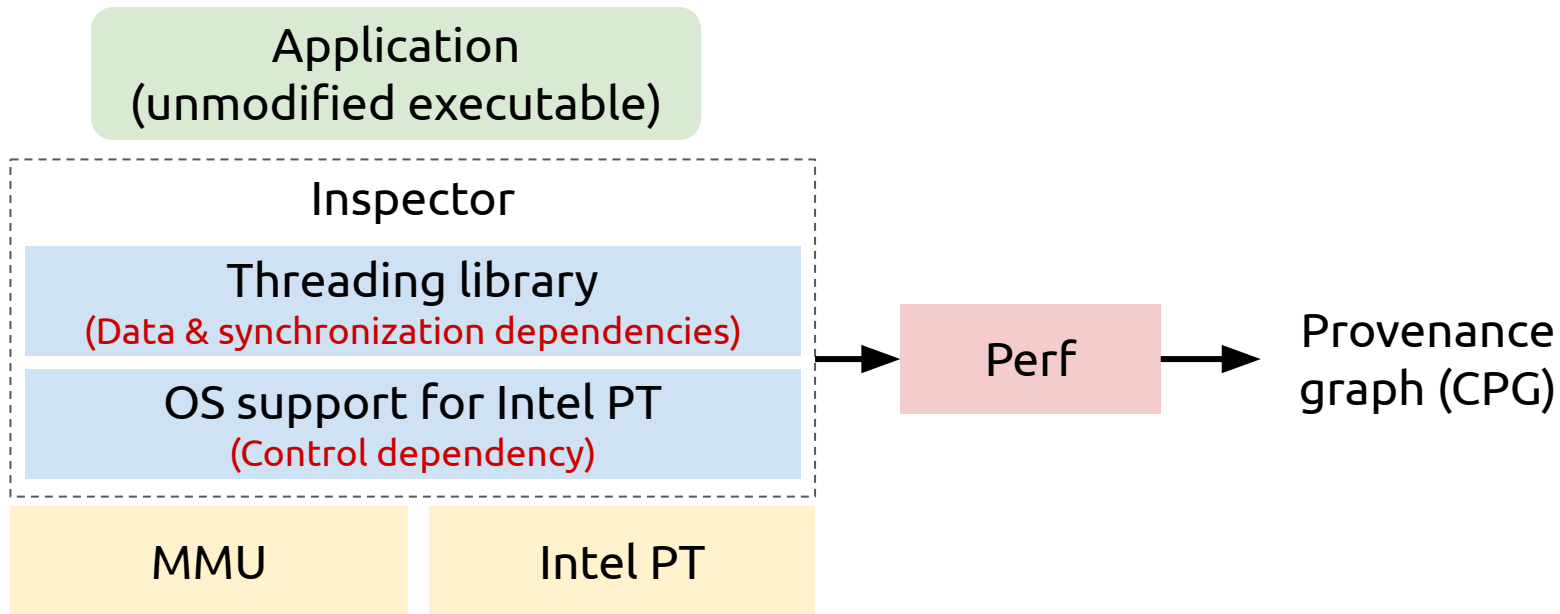 Application
(unmodified executable)
Inspector
Threading library
(Data & synchronization dependencies)
OS support for Intel PT
(Control dependency)
MMU
Intel PT
Perf
Provenance
graph (CPG)